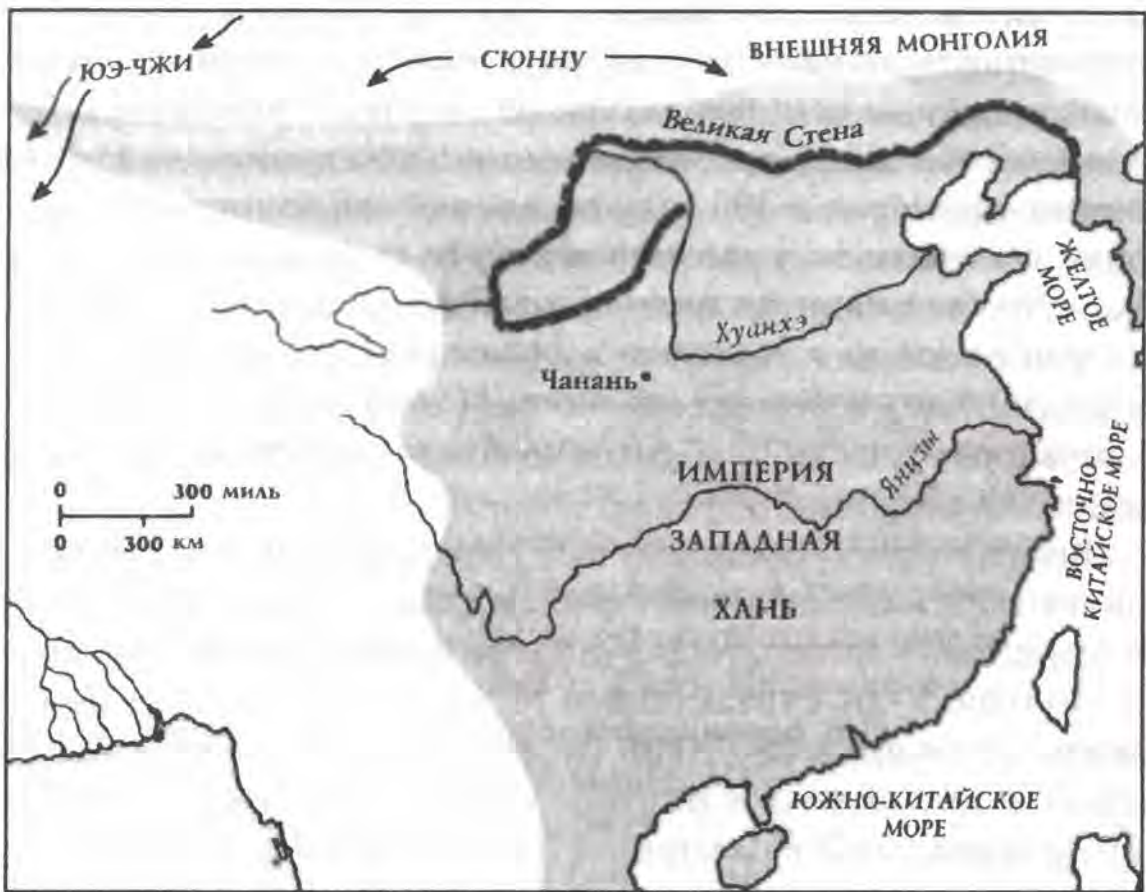 ВНЕШНЯЯ МОНГОЛИЯ
СЮННУ
ЮЭ-ЧЖИ
Великая Стена
ЖЕЛТОЕ
МОРЕ
Хуанхэ
Чанань
ИМПЕРИЯ
Янцзы
0 300 МИЛЬ
0 300 КМ
ЗАПАДНАЯ
ХАНЬ
ВОСТОЧНО-
КИТАЙСКОЕ МОРЕ
ЮЖНО-КИТАЙСКОЕ
МОРЕ